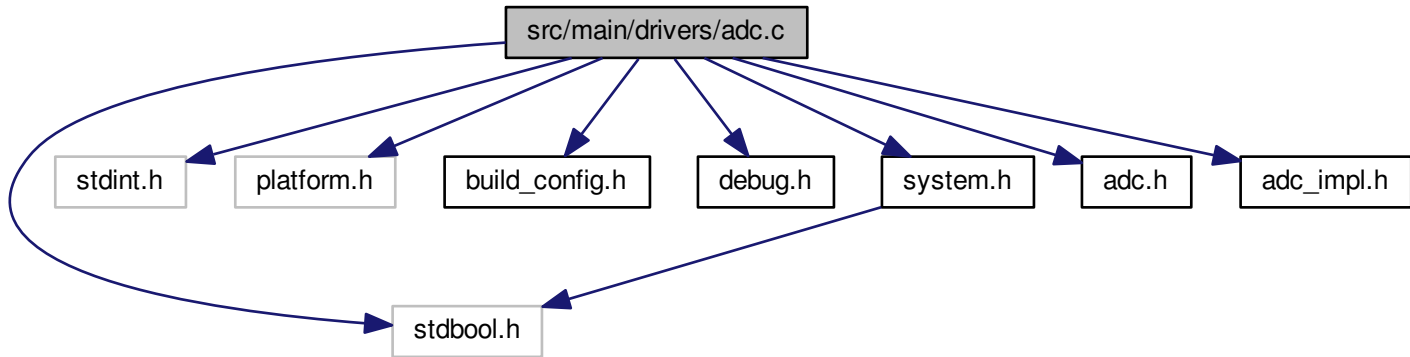 src/main/drivers/adc.c
stdint.h
platform.h
build_config.h
debug.h
system.h
adc.h
adc_impl.h
stdbool.h